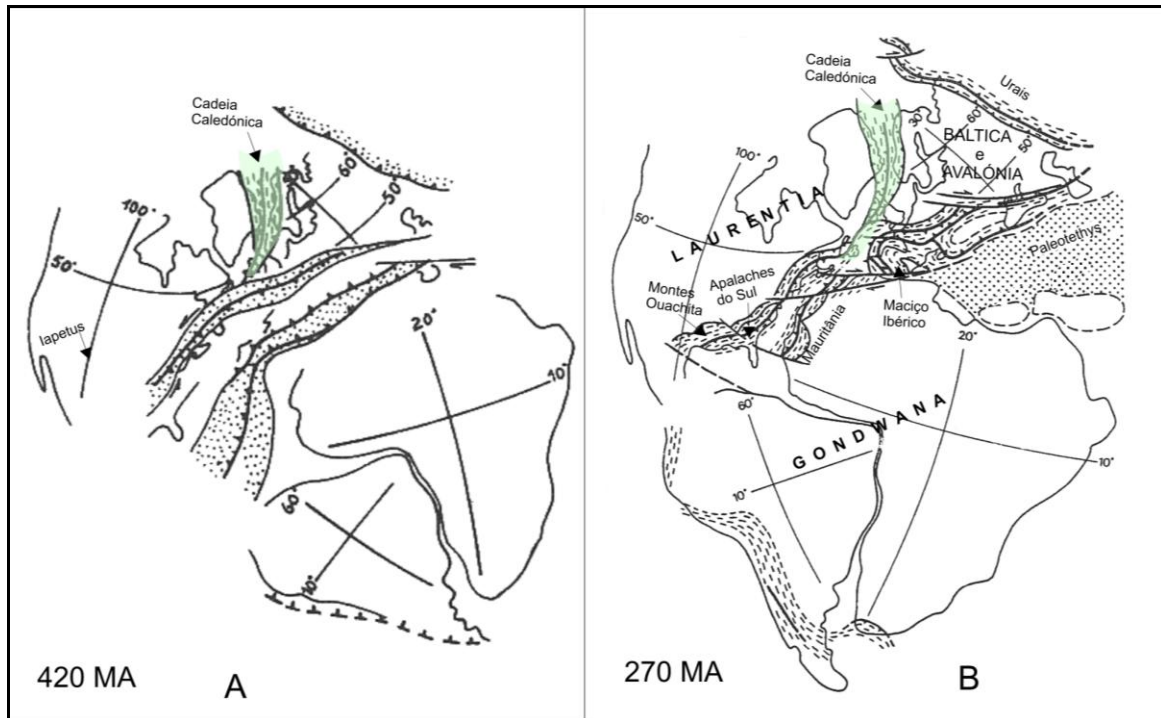 Cadeia
Caledónica
60°
50°
100°
50°
Iapetus
20°
10°
60°
10°
420 MA
A
Cadeia
Caledónica
Urais
30°
60°
BALTICA
e
50°
AVALÓNIA
100°
LAURENTIA
50°
Paleotethys
Apalaches
do Sul
Montes
Ouachita
Maciço
Ibérico
Mauritânia
20°
60°
GONDWANA
10°
10°
270 MA
B